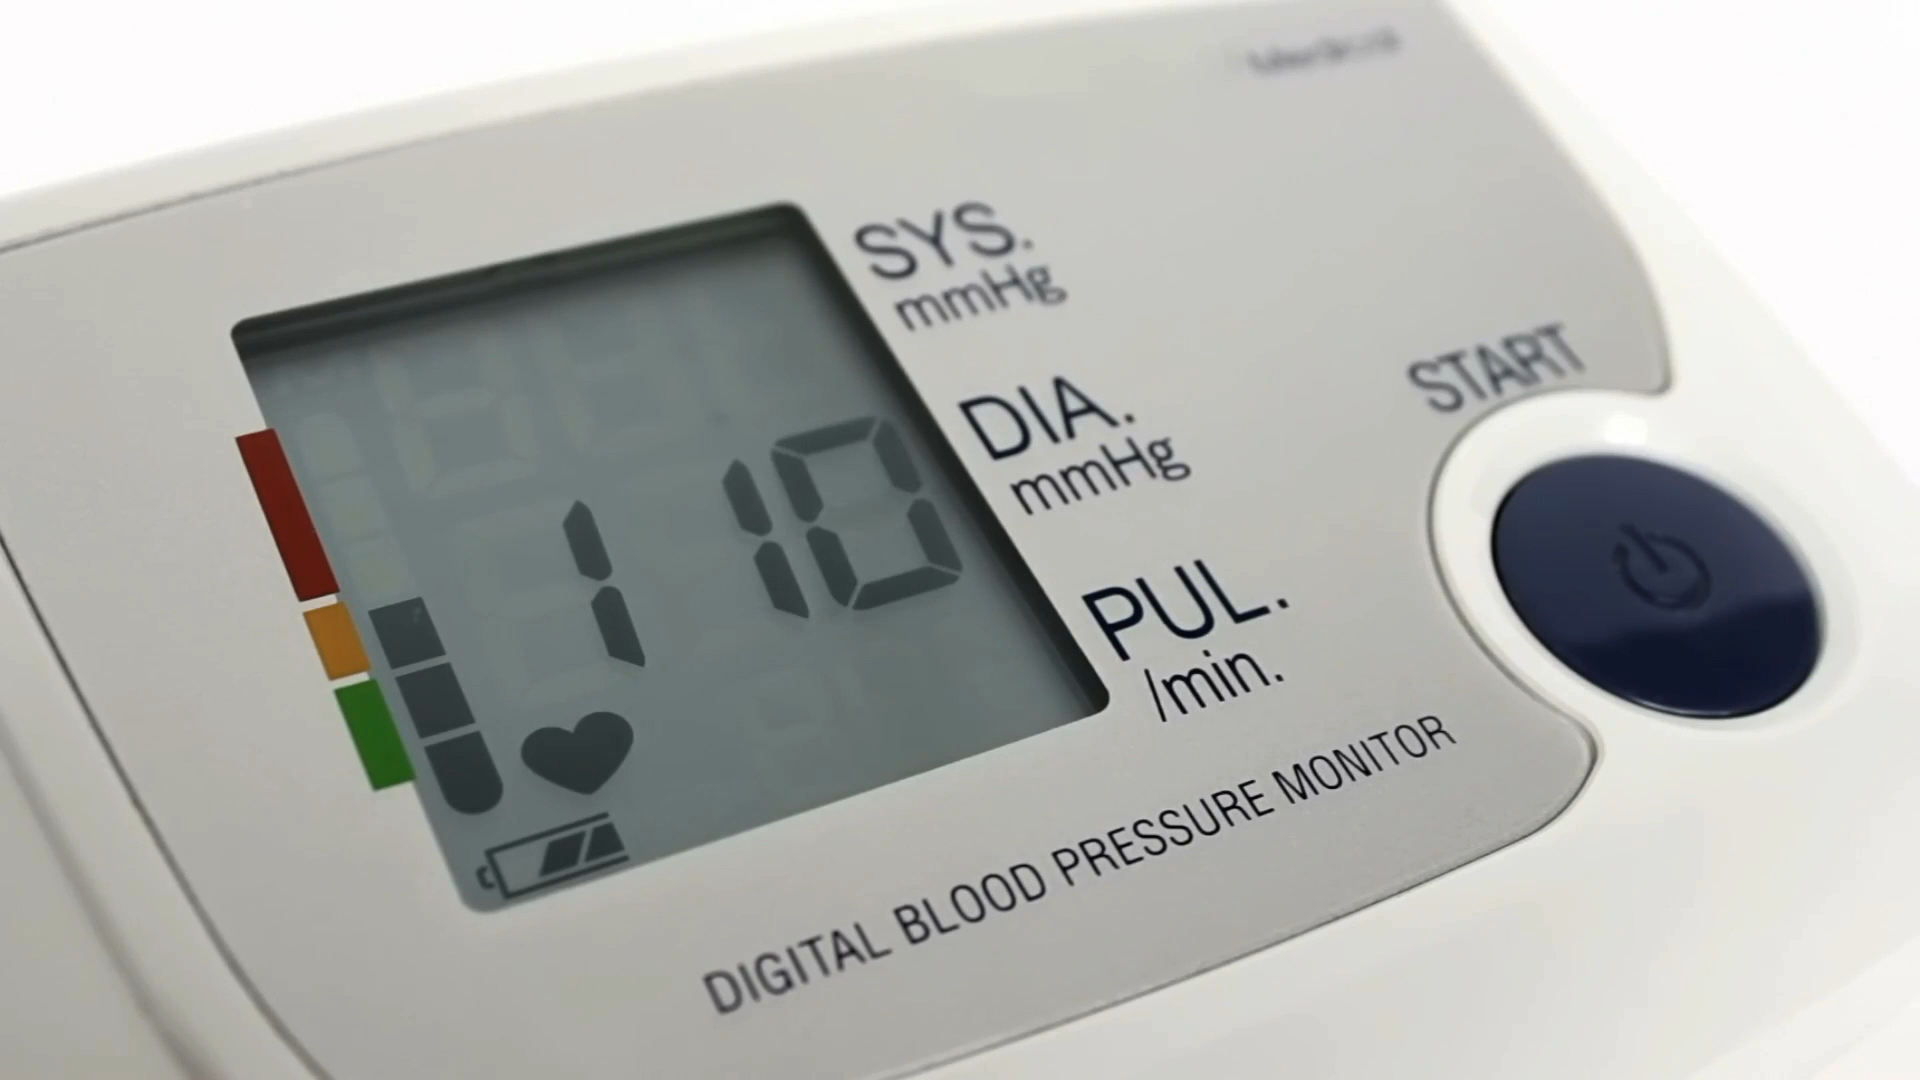 SYS.
mmHg
START
DIA.
mmHg
110
PUL.
/min.
DIGITAL BLOOD PRESSURE MONITOR